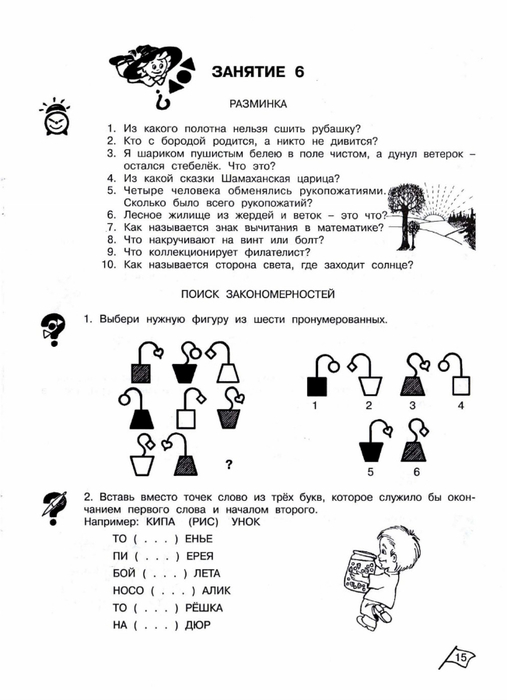 ЗАНЯТИЕ 6
РАЗМИНКА
1. Из какого полотна нельзя сшить рубашку?
2. Кто с бородой родится, а никто не дивится?
3. Я шариком пушистым белею в поле чистом, а дунул ветерок –
остался стебелёк. Что это?
4. Из какой сказки Шамаханская царица?
5. Четыре человека обменялись рукопожатиями.
Сколько было всего рукопожатий?
6. Лесное жилище из жердей и веток – это что?
7. Как называется знак вычитания в математике?
8. Что накручивают на винт или болт?
9. Что коллекционирует филателист?
10. Как называется сторона света, где заходит солнце?
ПОИСК ЗАКОНОМЕРНОСТЕЙ
1. Выбери нужную фигуру из шести пронумерованных.
1 2 3 4
?
5 6
2. Вставь вместо точек слово из трёх букв, которое служило бы окон-
чанием первого слова и началом второго.
Например: КИПА (РИС) УНОК
ТО ( . . . ) ЕНЬЕ
ПИ ( . . . ) ЕРЕЯ
БОЙ ( . . . ) ЛЕТА
НОСО ( . . . ) АЛИК
ТО ( . . . ) РЁШКА
НА ( . . . ) ДЮР
15